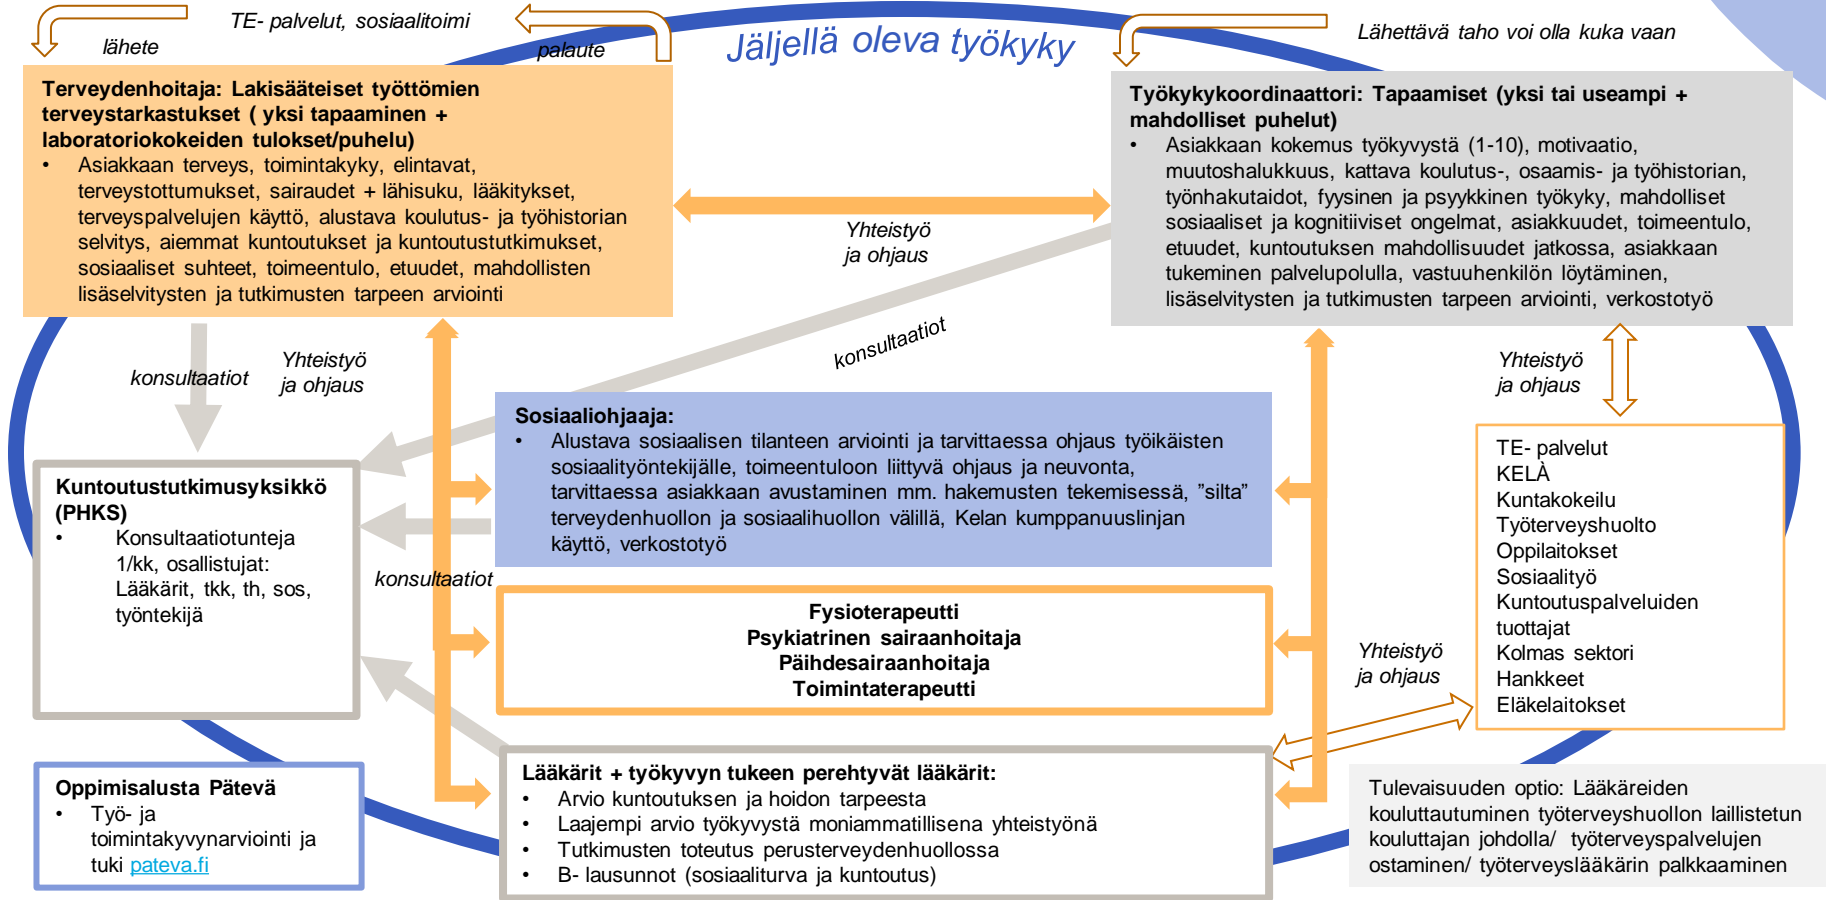 TE- palvelut, sosiaalitoimi
lähete
palaute
Jäljellä oleva työkyky
Lähettävä taho voi olla kuka vaan
Terveydenhoitaja: Lakisääteiset työttömien
terveystarkastukset ( yksi tapaaminen +
laboratoriokokeiden tulokset/puhelu)
• Asiakkaan terveys, toimintakyky, elintavat,
terveystottumukset, sairaudet + lähisuku, lääkitykset,
terveyspalvelujen käyttö, alustava koulutus- ja työhistorian
selvitys, aiemmat kuntoutukset ja kuntoutustutkimukset,
sosiaaliset suhteet, toimeentulo, etuudet, mahdollisten
lisäselvitysten ja tutkimusten tarpeen arviointi
Yhteistyö
ja ohjaus
Työkykykoordinaattori: Tapaamiset (yksi tai useampi +
mahdolliset puhelut)
• Asiakkaan kokemus työkyvystä (1-10), motivaatio,
muutoshalukkuus, kattava koulutus-, osaamis- ja työhistorian,
työnhakutaidot, fyysinen ja psyykkinen työkyky, mahdolliset
sosiaaliset ja kognitiiviset ongelmat, asiakkuudet, toimeentulo,
etuudet, kuntoutuksen mahdollisuudet jatkossa, asiakkaan
tukeminen palvelupolulla, vastuuhenkilön löytäminen,
lisäselvitysten ja tutkimusten tarpeen arviointi, verkostotyö
konsultaatiot
Yhteistyö
ja ohjaus
konsultaatiot
Yhteistyö
ja ohjaus
Sosiaaliohjaaja:
• Alustava sosiaalisen tilanteen arviointi ja tarvittaessa ohjaus työikäisten
sosiaalityöntekijälle, toimeentuloon liittyvä ohjaus ja neuvonta,
tarvittaessa asiakkaan avustaminen mm. hakemusten tekemisessä, ”silta”
terveydenhuollon ja sosiaalihuollon välillä, Kelan kumppanuuslinjan
käyttö, verkostotyö
Kuntoutustutkimusyksikkö
(PHKS)
• Konsultaatiotunteja
1/kk, osallistujat:
Lääkärit, tkk, th, sos,
työntekijä
konsultaatiot
Fysioterapeutti
Psykiatrinen sairaanhoitaja
Päihdesairaanhoitaja
Toimintaterapeutti
TE- palvelut
KELÀ
Kuntakokeilu
Työterveyshuolto
Oppilaitokset
Sosiaalityö
Kuntoutuspalveluiden
tuottajat
Kolmas sektori
Hankkeet
Eläkelaitokset
Yhteistyö
ja ohjaus
Oppimisalusta Pätevä
• Työ- ja
toimintakyvynarviointi ja
tuki pateva.fi
Lääkärit + työkyvyn tukeen perehtyvät lääkärit:
• Arvio kuntoutuksen ja hoidon tarpeesta
• Laajempi arvio työkyvystä moniammatillisena yhteistyönä
• Tutkimusten toteutus perusterveydenhuollossa
• B- lausunnot (sosiaaliturva ja kuntoutus)
Tulevaisuuden optio: Lääkäreiden
kouluttautuminen työterveyshuollon laillistetun
kouluttajan johdolla/ työterveyspalvelujen
ostaminen/ työterveyslääkärin palkkaaminen